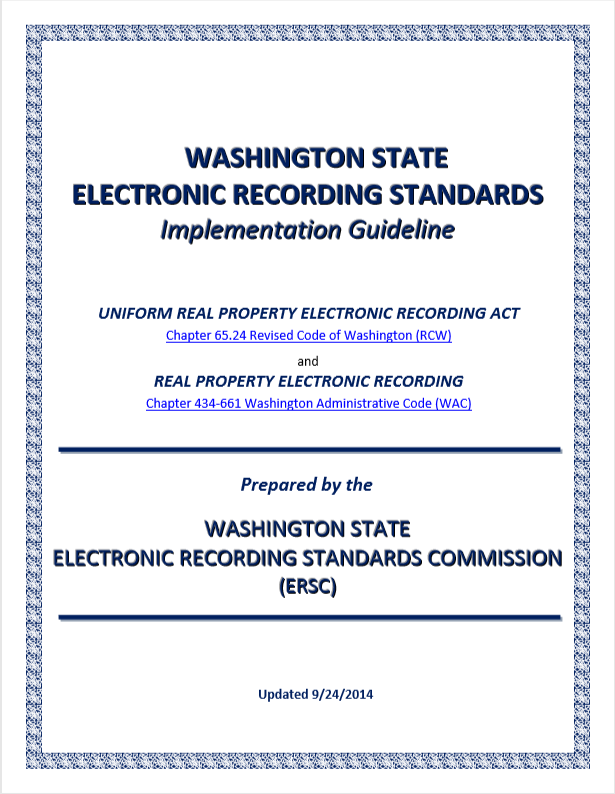 WASHINGTON STATE
ELECTRONIC RECORDING STANDARDS
Implementation Guideline
UNIFORM REAL PROPERTY ELECTRONIC RECORDING ACT
Chapter 65.24 Revised Code of Washington (RCW)
and
REAL PROPERTY ELECTRONIC RECORDING
Chapter 434-661 Washington Administrative Code (WAC)
Prepared by the
WASHINGTON STATE
ELECTRONIC RECORDING STANDARDS COMMISSION
(ERSC)
Updated 9/24/2014